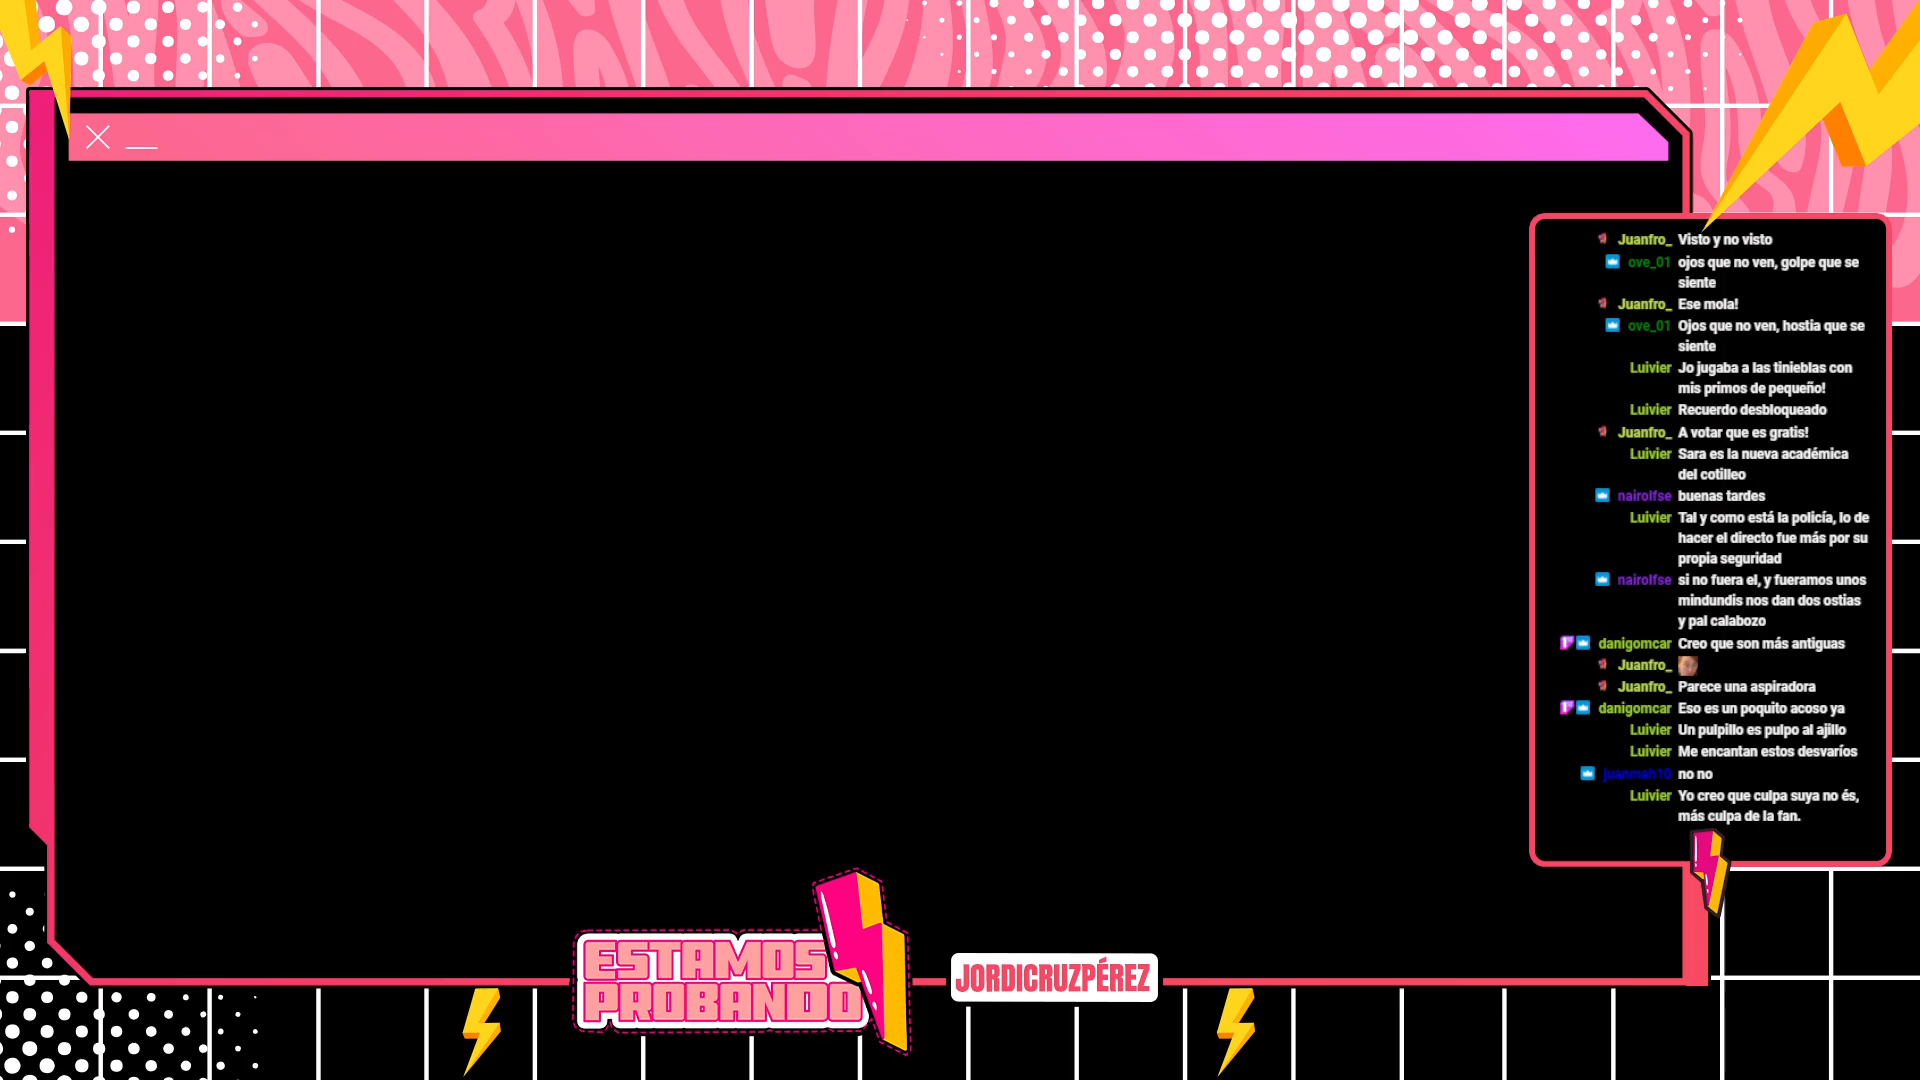 Juanfro_ Visto y no visto
ove_01 ojos que no ven, golpe que se
siente
Juanfro_ Ese mola!
ove_01 Ojos que no ven, hostia que se
siente
Luivier Jo jugaba a las tinieblas con
mis primos de pequeño!
Luivier Recuerdo desbloqueado
Juanfro_ A votar que es gratis!
Luivier Sara es la nueva académica
del cotilleo
nairolfse buenas tardes
Luivier Tal y como está la policía, lo de
hacer el directo fue más por su
propia seguridad
nairolfse si no fuera el, y fueramos unos
mindundis nos dan dos ostias
y pal calabozo
danigomcar Creo que son más antiguas
Juanfro_
Juanfro_ Parece una aspiradora
danigomcar Eso es un poquito acoso ya
Luivier Un pulpillo es pulpo al ajillo
Luivier Me encantan estos desvaríos
juanmah10 no no
Luivier Yo creo que culpa suya no és,
más culpa de la fan.
ESTAMOS
PROBANDO
JORDICRUZPÉREZ